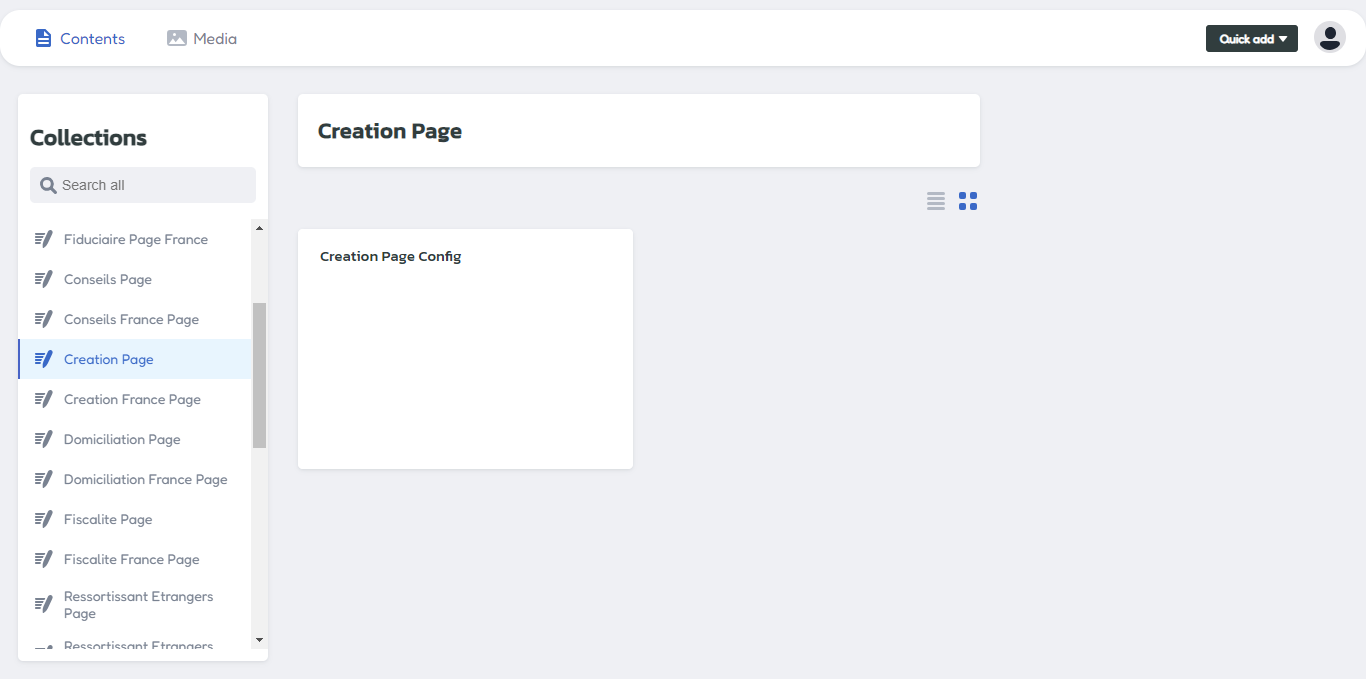 Contents
Media
Quick add
Collections
Search all
Fiduciaire Page France
Conseils Page
Conseils France Page
Creation Page
Creation France Page
Domiciliation Page
Domiciliation France Page
Fiscalite Page
Fiscalite France Page
Ressortissant Etrangers
Page
Ressortissant Etrangers
Creation Page
Creation Page Config